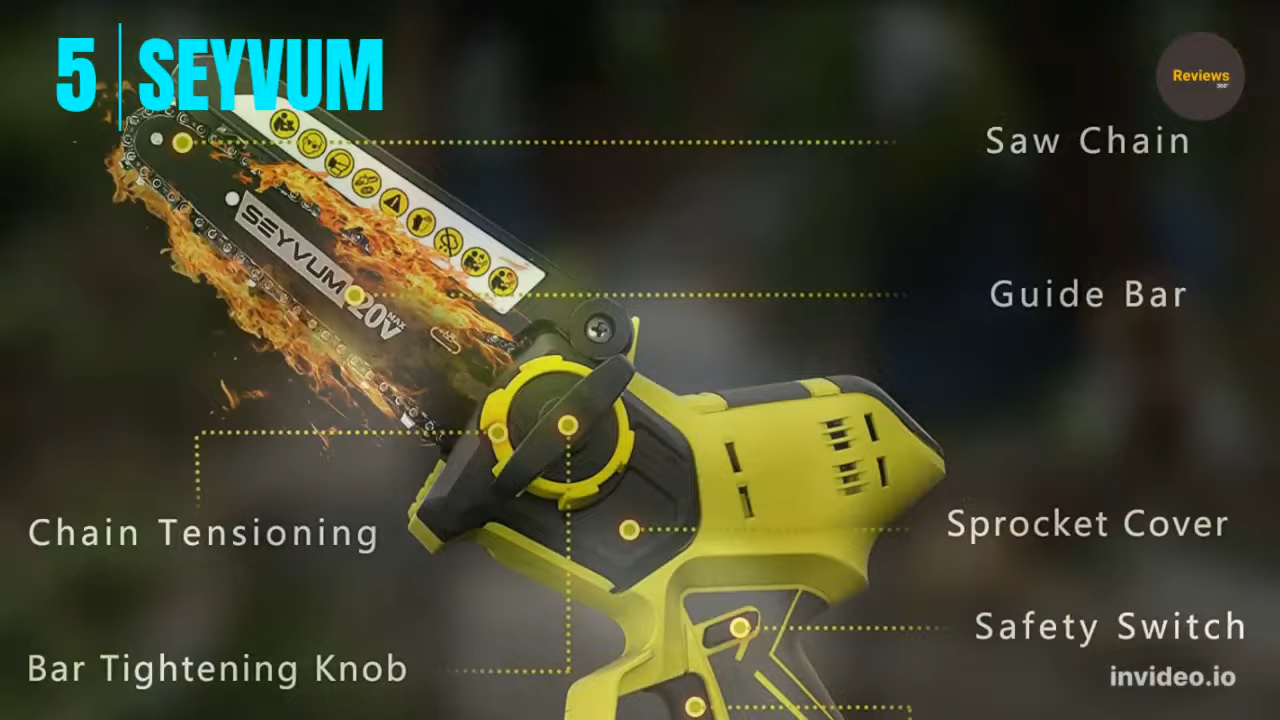 5 SEYVUM
Reviews
360°
Saw Chain
SEYVUM
20V MAX
Guide Bar
Chain Tensioning
Sprocket Cover
Safety Switch
Bar Tightening Knob
invideo.io